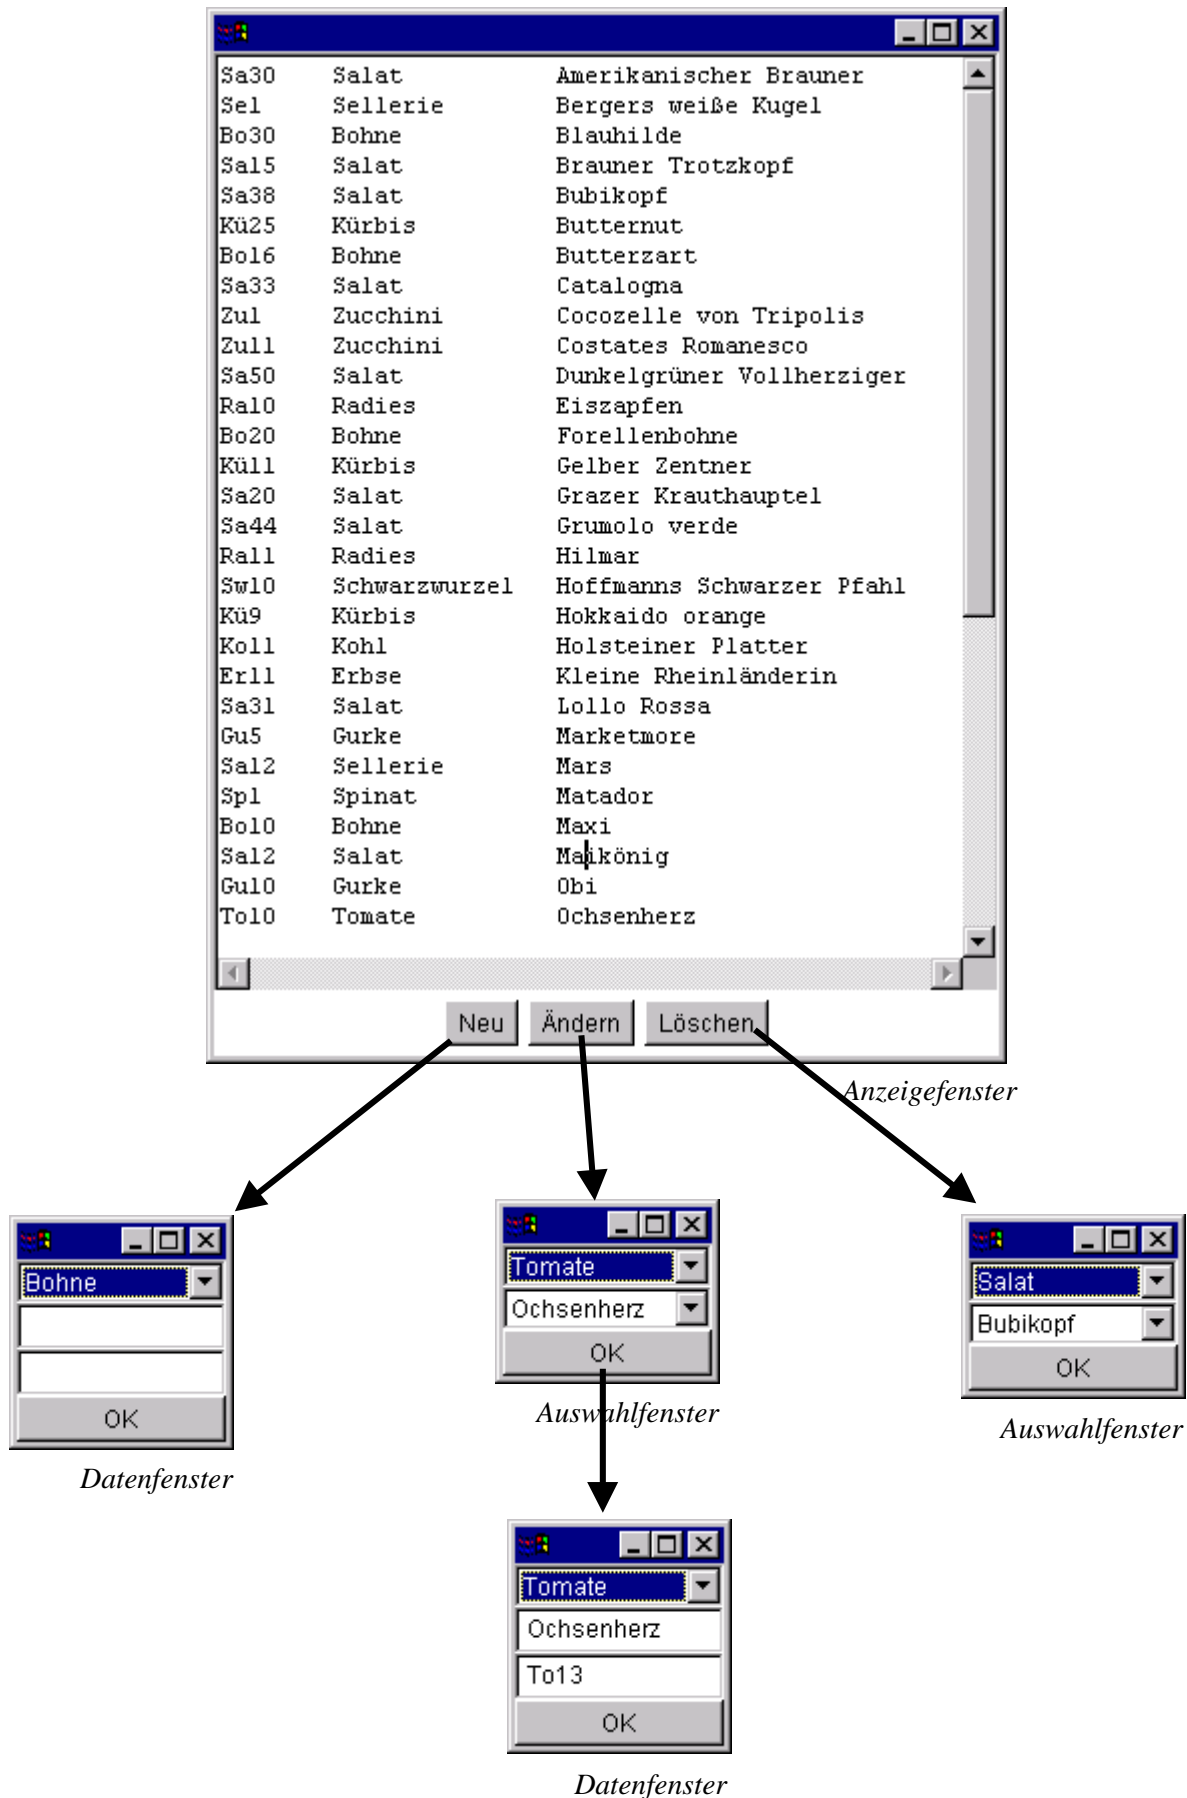 Sa30 Salat Amerikanischer Brauner
Se1 Sellerie Bergers weiße Kugel
Bo30 Bohne Blauhilde
Sa15 Salat Brauner Trotzkopf
Sa38 Salat Bubikopf
Kü25 Kürbis Butternut
Bo16 Bohne Butterzart
Sa33 Salat Catalogna
Zu1 Zucchini Cocozelle von Tripolis
Zu11 Zucchini Costates Romanesco
Sa50 Salat Dunkelgrüner Vollherziger
Ra10 Radies Eiszapfen
Bo20 Bohne Forellenbohne
Kü11 Kürbis Gelber Zentner
Sa20 Salat Grazer Krauthauptel
Sa44 Salat Grumolo verde
Ra11 Radies Hilmar
Sw10 Schwarzwurzel Hoffmanns Schwarzer Pfahl
Kü9 Kürbis Hokkaido orange
Ko11 Kohl Holsteiner Platter
Er11 Erbse Kleine Rheinländerin
Sa31 Salat Lollo Rossa
Gu5 Gurke Marketmore
Sa12 Sellerie Mars
Sp1 Spinat Matador
Bo10 Bohne Maxi
Sa12 Salat Maikönig
Gu10 Gurke Obi
To10 Tomate Ochsenherz
Neu Ändern Löschen
Anzeigefenster
Bohne
OK
Datenfenster
Tomate
Ochsenherz
OK
Auswahlfenster
Salat
Bubikopf
OK
Auswahlfenster
Tomate
Ochsenherz
To13
OK
Datenfenster